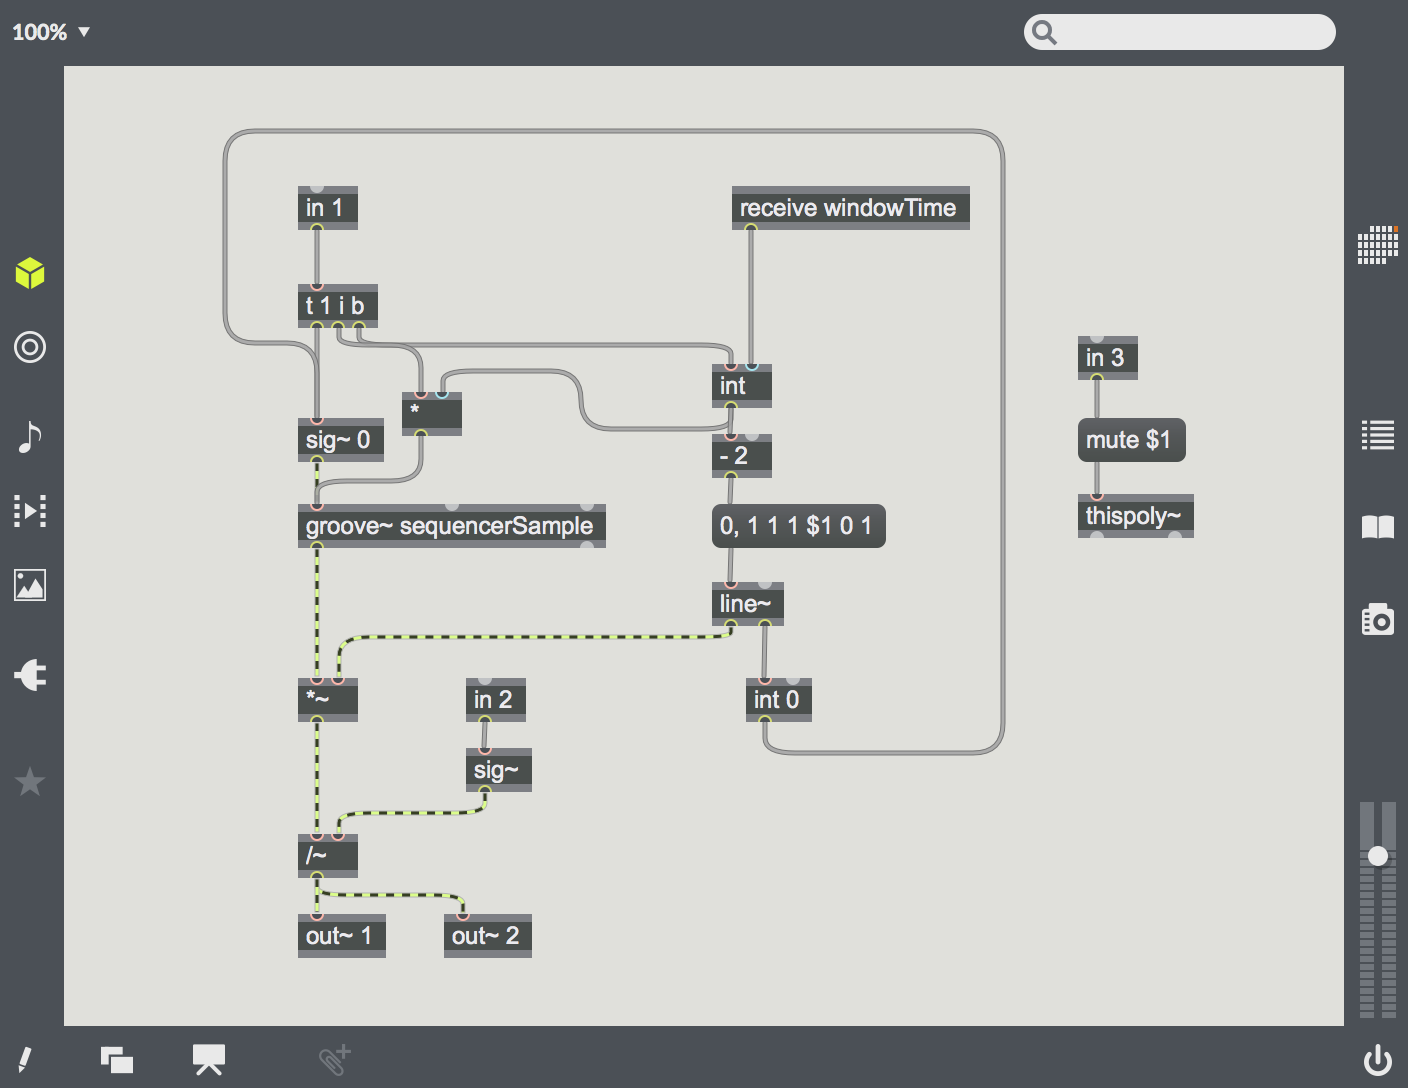 100%
in 1
receive windowTime
t 1 i b
in 3
int
*
sig~ 0
mute $1
- 2
groove~ sequencerSample
0, 1 1 1 $1 0 1
thispoly~
line~
*~
in 2
int 0
sig~
/~
out~ 1
out~ 2